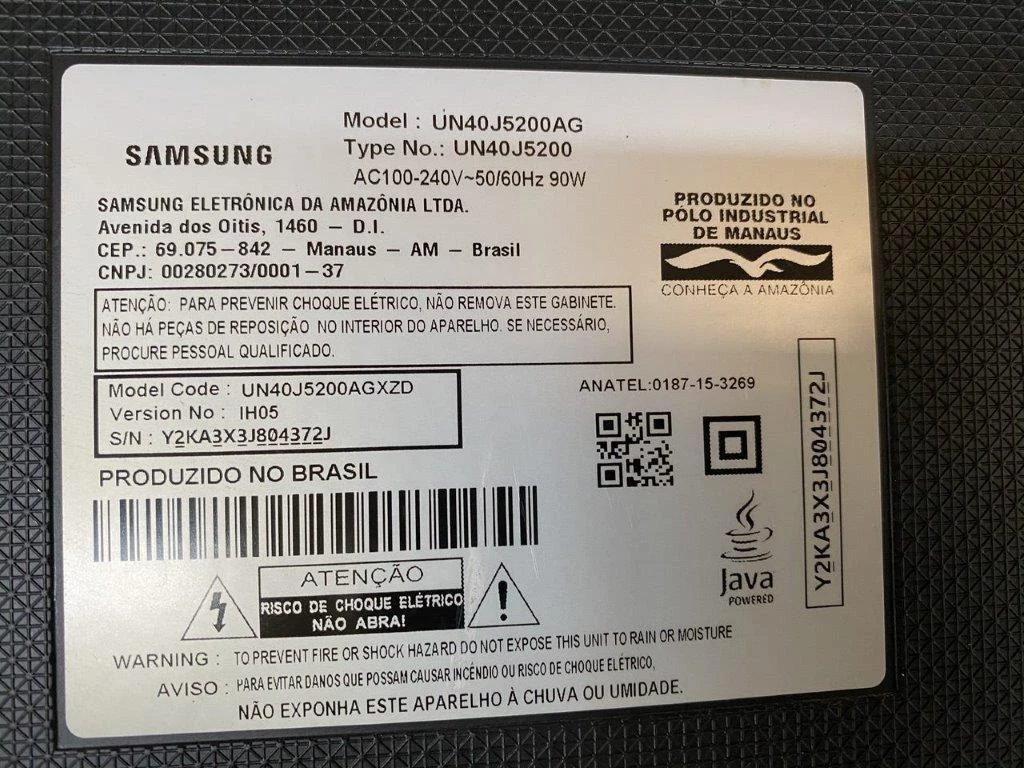 SAMSUNG
Model : UN40J5200AG
Type No.: UN40J5200
AC100-240V~50/60Hz 90W
SAMSUNG ELETRÔNICA DA AMAZÔNIA LTDA.
Avenida dos Oitis, 1460 – D.I.
CEP.: 69.075–842 – Manaus – AM – Brasil
CNPJ: 00280273/0001–37
PRODUZIDO NO
PÓLO INDUSTRIAL
DE MANAUS
CONHEÇA A AMAZÔNIA
ATENÇÃO: PARA PREVENIR CHOQUE ELÉTRICO, NÃO REMOVA ESTE GABINETE.
NÃO HÁ PEÇAS DE REPOSIÇÃO NO INTERIOR DO APARELHO. SE NECESSÁRIO,
PROCURE PESSOAL QUALIFICADO.
Model Code : UN40J5200AGXZD
Version No : IH05
S/N : Y2KA3X3J804372J
ANATEL:0187-15-3269
PRODUZIDO NO BRASIL
Y2KA3X3J804372J
Java
POWERED
ATENÇÃO
RISCO DE CHOQUE ELÉTRICO
NÃO ABRA!
WARNING : TO PREVENT FIRE OR SHOCK HAZARD DO NOT EXPOSE THIS UNIT TO RAIN OR MOISTURE
AVISO : PARA EVITAR DANOS QUE POSSAM CAUSAR INCÊNDIO OU RISCO DE CHOQUE ELÉTRICO,
NÃO EXPONHA ESTE APARELHO À CHUVA OU UMIDADE.